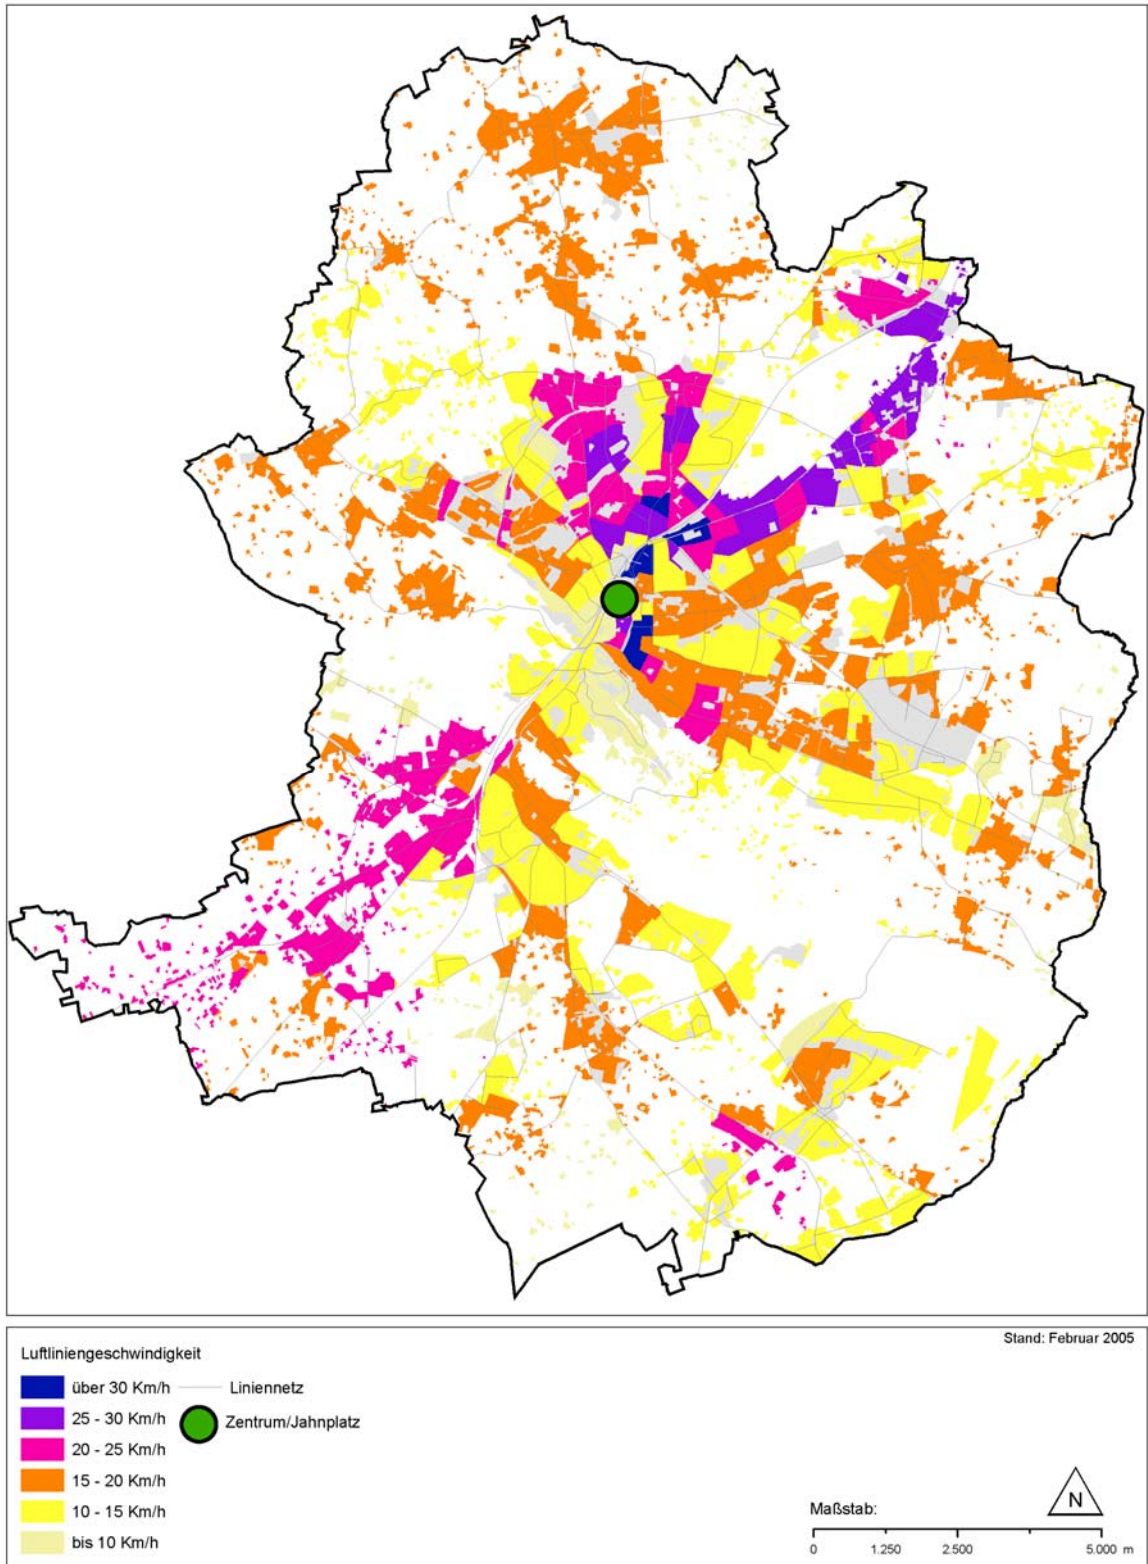 Stand: Februar 2005
Luftliniengeschwindigkeit
über 30 Km/h
Liniennetz
25 - 30 Km/h
Zentrum/Jahnplatz
20 - 25 Km/h
15 - 20 Km/h
10 - 15 Km/h
bis 10 Km/h
N
Maßstab:
0 1.250 2.500 5.000 m